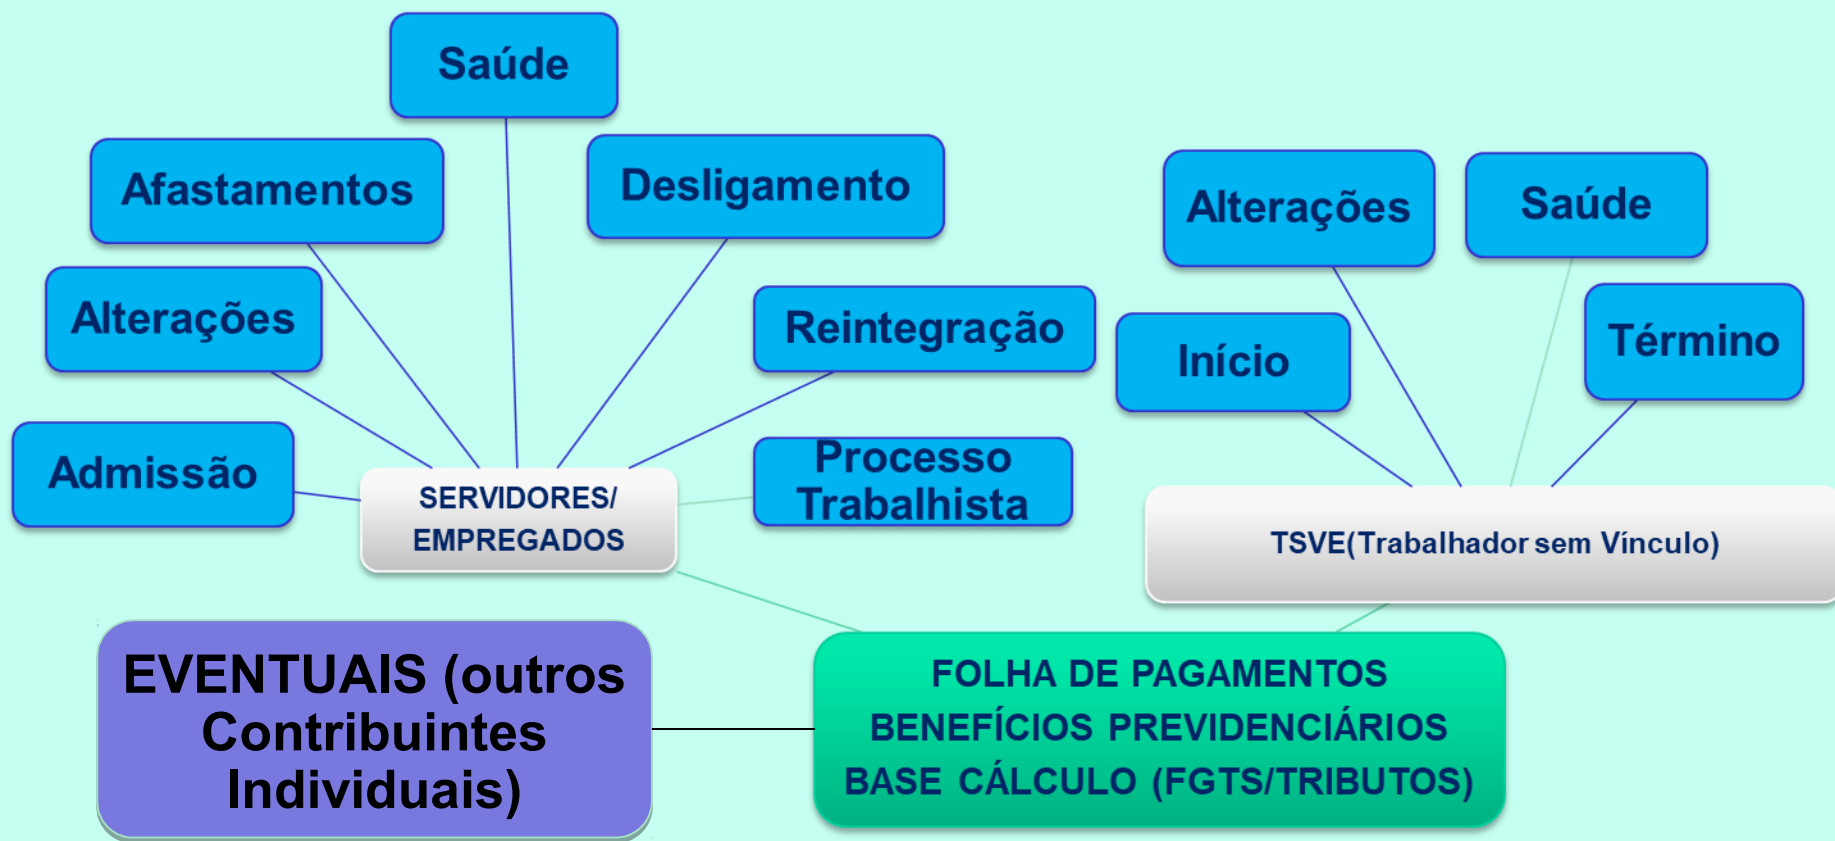 Saúde
Afastamentos
Desligamento
Alterações
Saúde
Alterações
Reintegração
Início
Término
Admissão
Processo
Trabalhista
SERVIDORES/
EMPREGADOS
TSVE(Trabalhador sem Vínculo)
EVENTUAIS (outros
Contribuintes
Individuais)
FOLHA DE PAGAMENTOS
BENEFÍCIOS PREVIDENCIÁRIOS
BASE CÁLCULO (FGTS/TRIBUTOS)